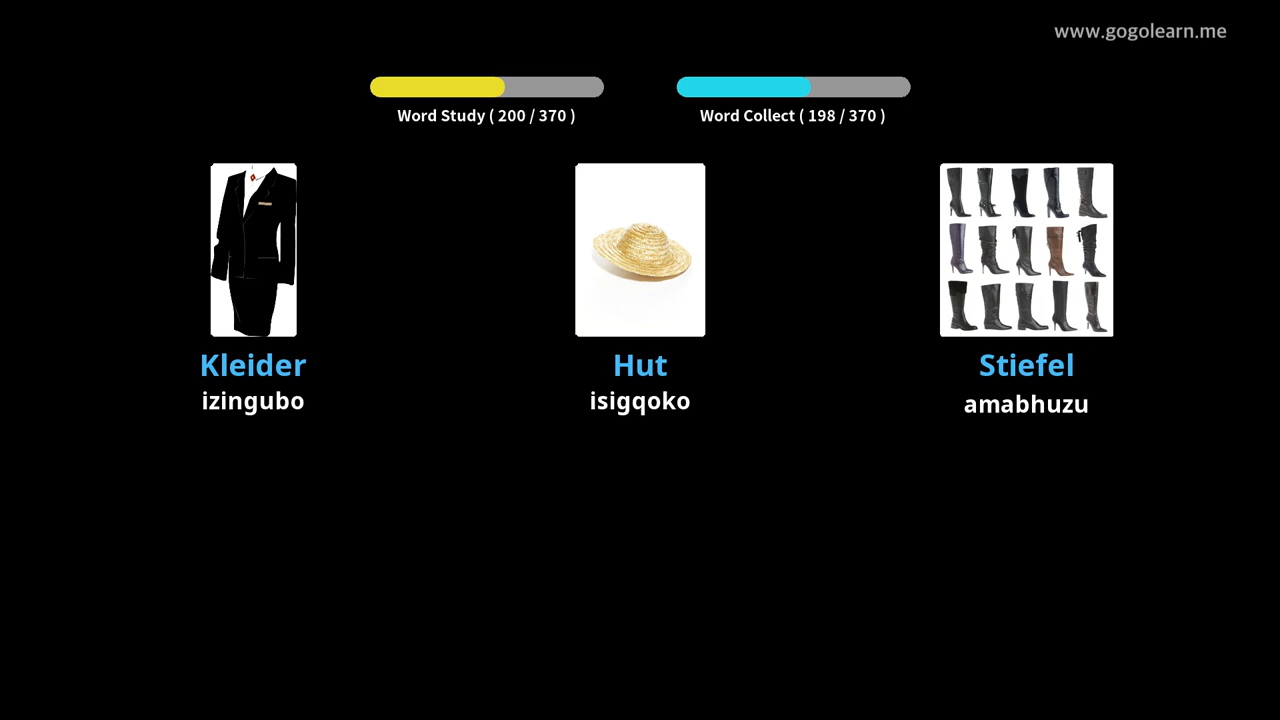 www.gogolearn.me
Word Study ( 200 / 370 )
Word Collect ( 198 / 370 )
Kleider
izingubo
Hut
isigqoko
Stiefel
amabhuzu